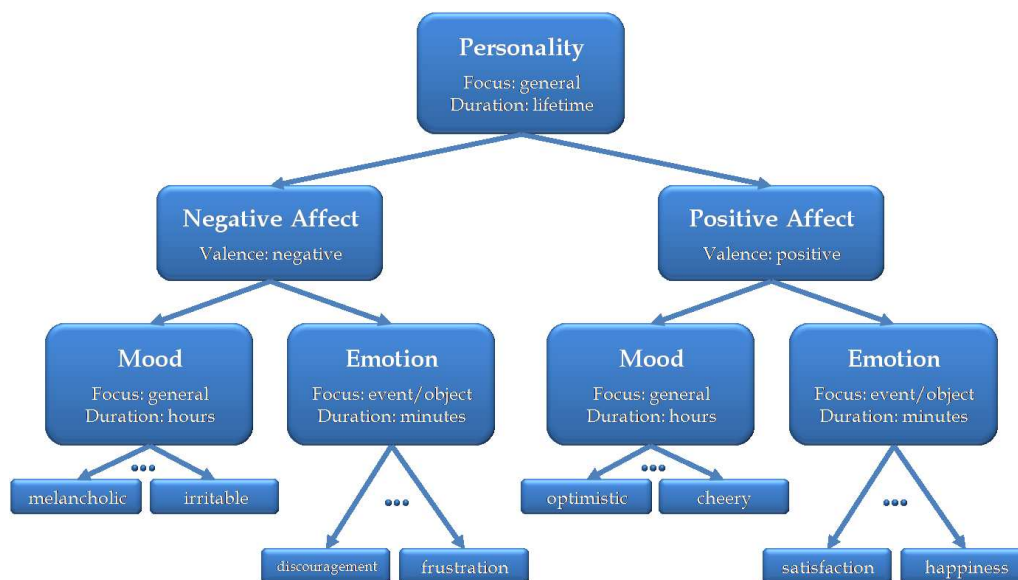 Personality
Focus: general
Duration: lifetime
Negative Affect
Valence: negative
Positive Affect
Valence: positive
Mood
Focus: general
Duration: hours
Emotion
Focus: event/object
Duration: minutes
Mood
Focus: general
Duration: hours
Emotion
Focus: event/object
Duration: minutes
melancholic
irritable
optimistic
cheery
discouragement
frustration
satisfaction
happiness